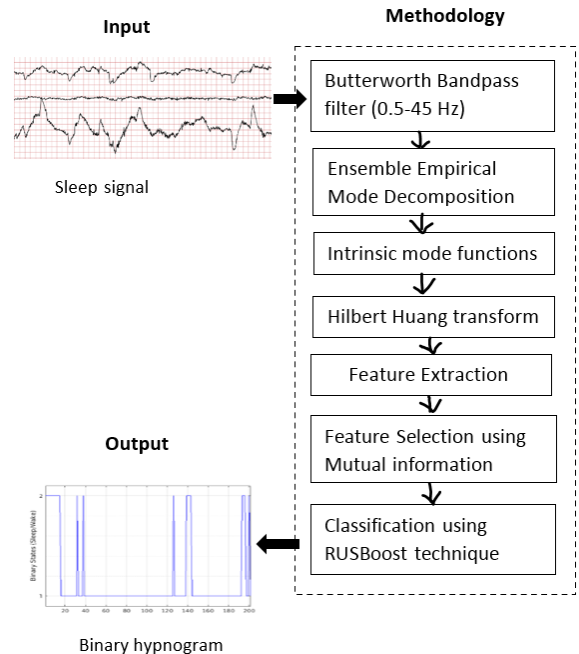 Input
Methodology
Sleep signal
Butterworth Bandpass
filter (0.5-45 Hz)
Ensemble Empirical
Mode Decomposition
Intrinsic mode functions
Hilbert Huang transform
Feature Extraction
Feature Selection using
Mutual information
Classification using
RUSBoost technique
Output
Binary States (Sleep/Wake)
2
20 40 60 80 100 120 140 160 180 200
Binary hypnogram